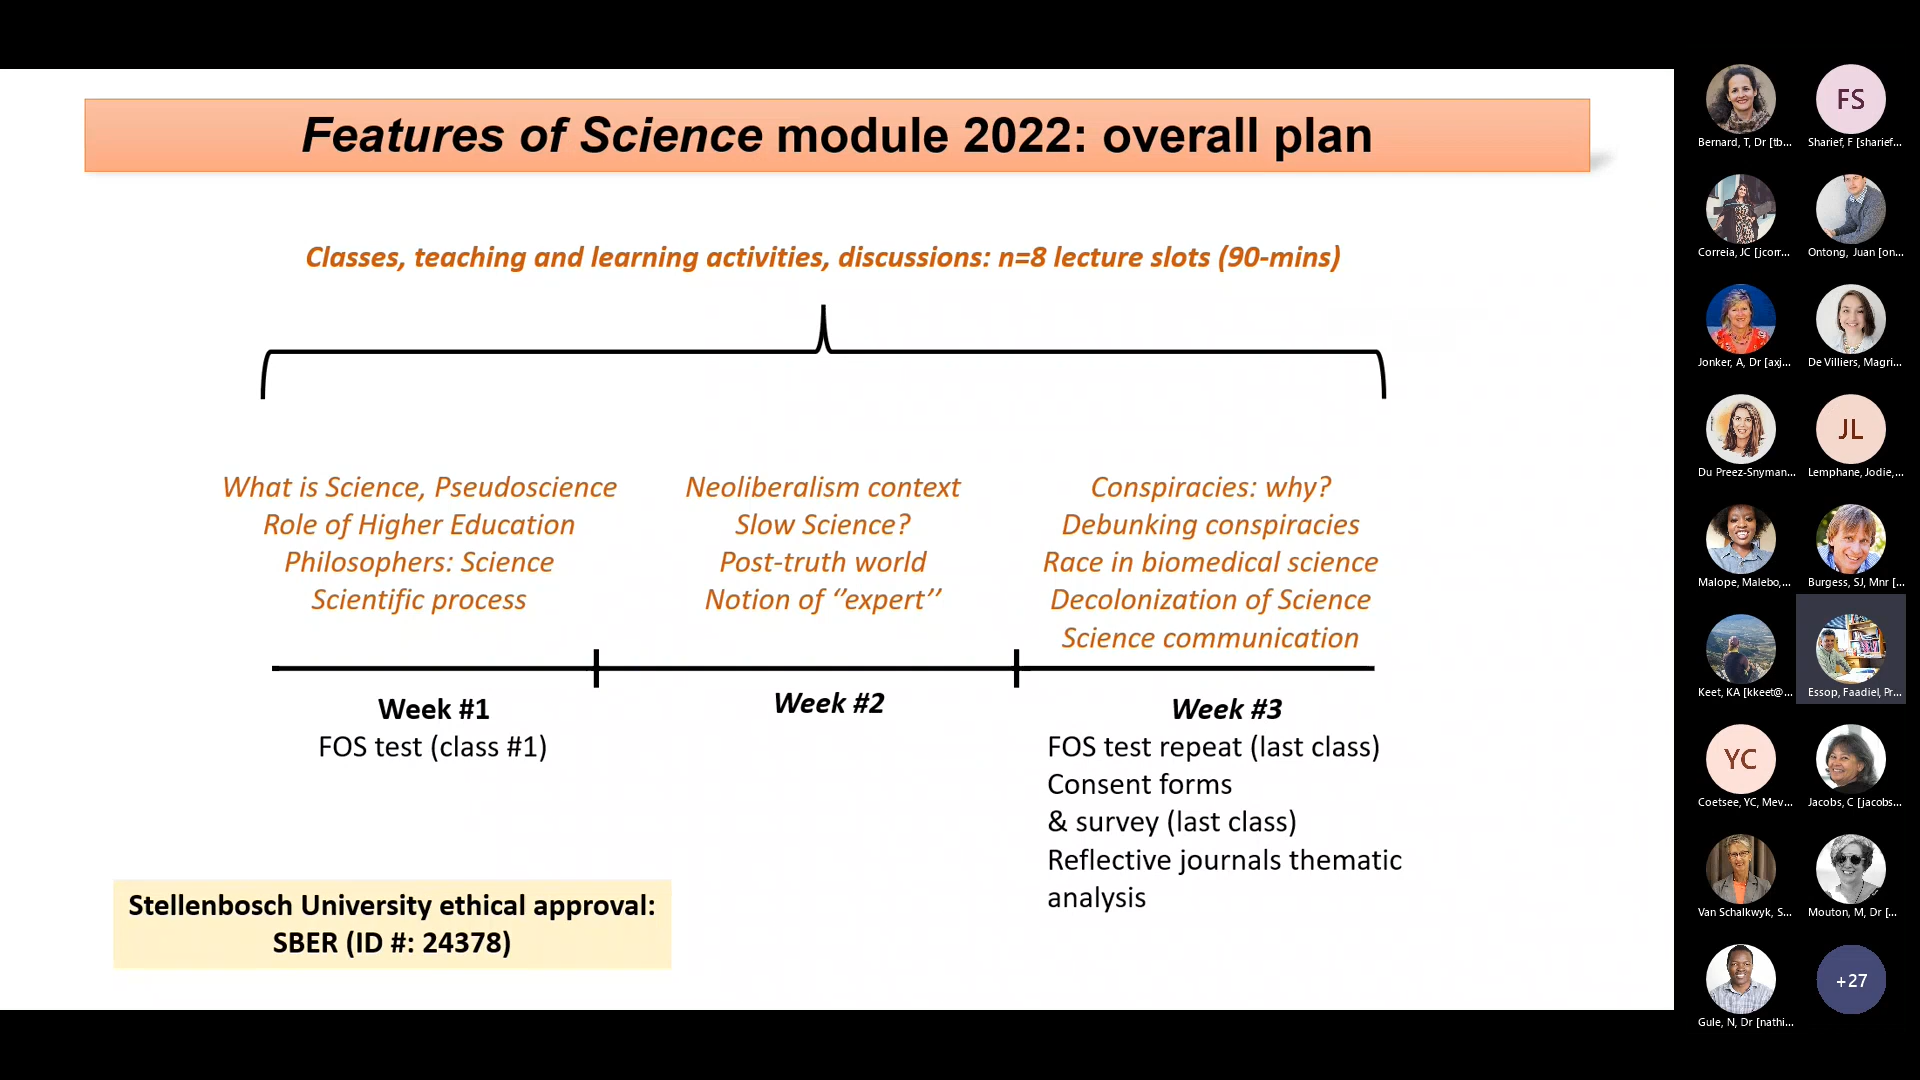 Features of Science module 2022: overall plan
Classes, teaching and learning activities, discussions: n=8 lecture slots (90-mins)
What is Science, Pseudoscience
Role of Higher Education
Philosophers: Science
Scientific process
Neoliberalism context
Slow Science?
Post-truth world
Notion of ‘’expert’’
Conspiracies: why?
Debunking conspiracies
Race in biomedical science
Decolonization of Science
Science communication
Week #1
FOS test (class #1)
Week #2
Week #3
FOS test repeat (last class)
Consent forms
& survey (last class)
Reflective journals thematic
analysis
Stellenbosch University ethical approval:
SBER (ID #: 24378)
Bernard, T, Dr [tb...
FS
Sharief, F [sharief...
Correia, JC [jcorr...
Ontong, Juan [on...
Jonker, A, Dr [axj...
De Villiers, Magri...
Du Preez-Snyman...
JL
Lemphane, Jodie,...
Malope, Malebo,...
Burgess, SJ, Mnr [...
Keet, KA [kkeet@...
Essop, Faadiel, Pr...
YC
Coetsee, YC, Mev...
Jacobs, C [jacobs...
Van Schalkwyk, S...
Mouton, M, Dr [...
Gule, N, Dr [nathi...
+27